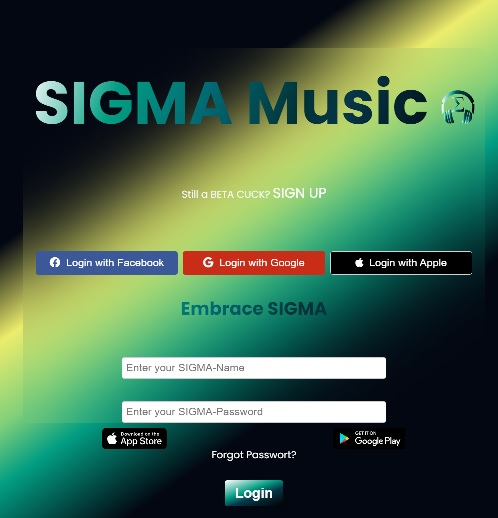 SIGMA Music
Still a BETA CUCK? SIGN UP
Login with Facebook
Login with Google
Login with Apple
Embrace SIGMA
Enter your SIGMA-Name
Enter your SIGMA-Password
Download on the
App Store
GET IT ON
Google Play
Forgot Passwort?
Login